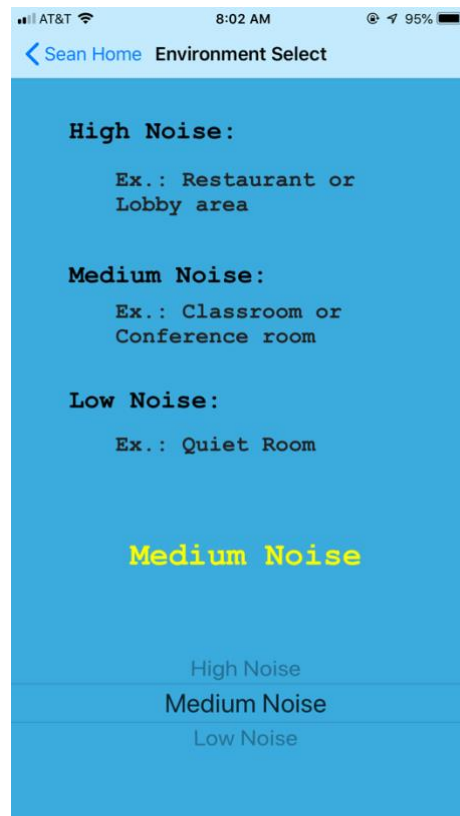 AT&T 8:02 AM 95%
Sean Home Environment Select
High Noise:
Ex.: Restaurant or
Lobby area
Medium Noise:
Ex.: Classroom or
Conference room
Low Noise:
Ex.: Quiet Room
Medium Noise
High Noise
Medium Noise
Low Noise